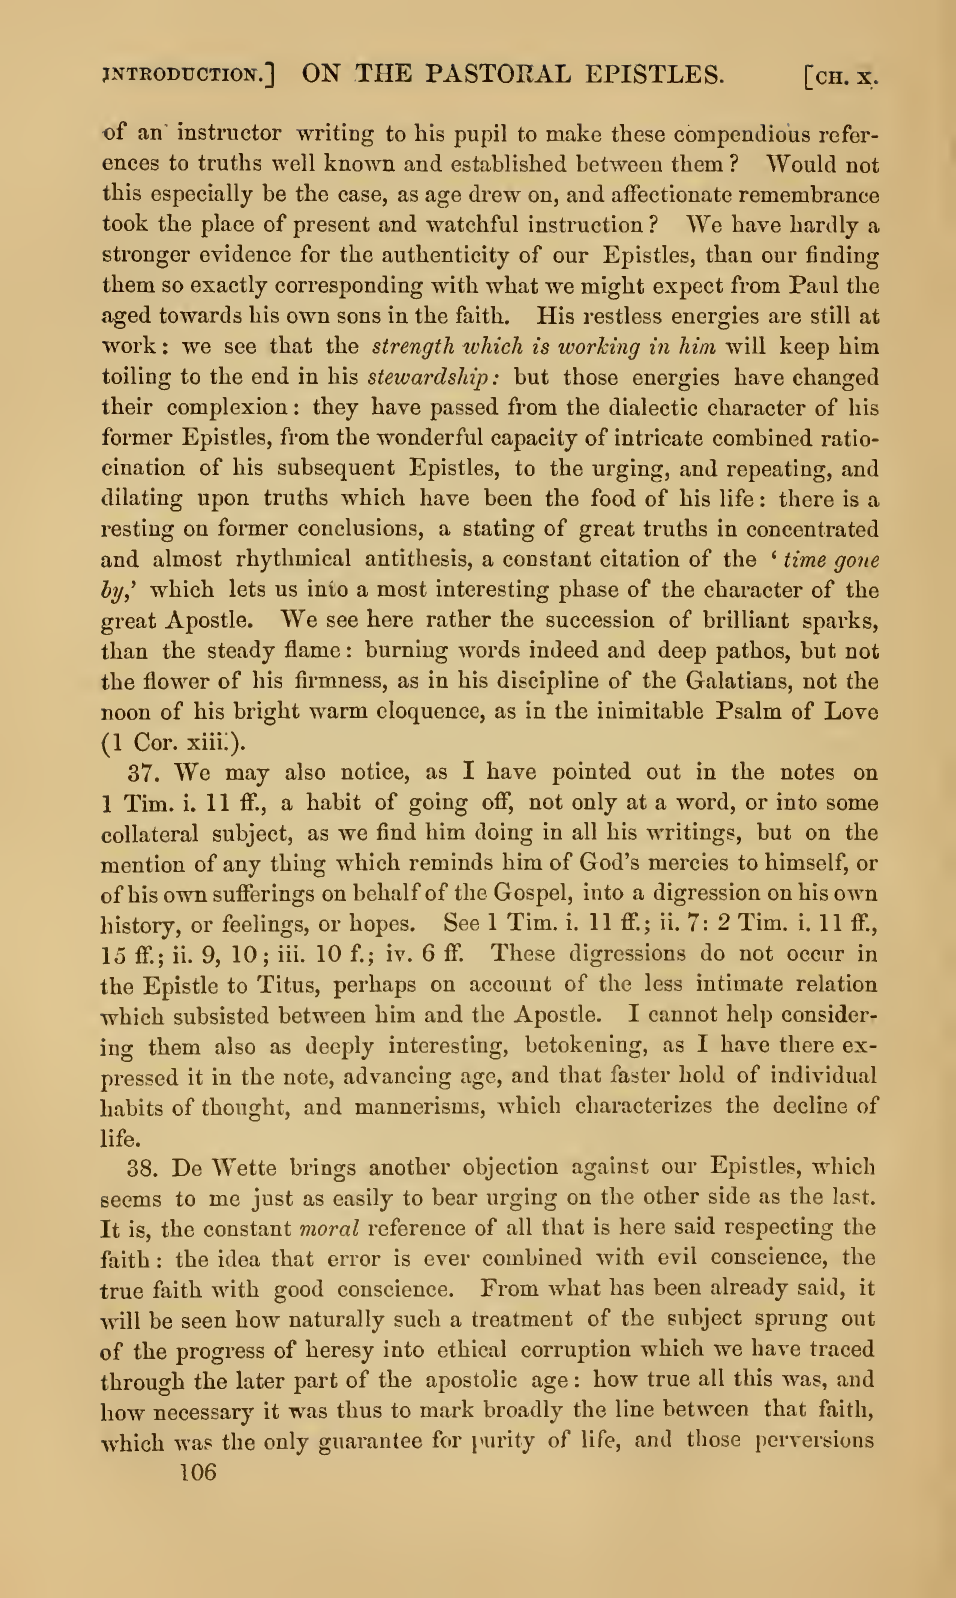 INTRODUCTION.] ON THE PASTORAL EPISTLES. [CH. X.
of an instructor writing to his pupil to make these compendious refer-
ences to truths well known and established between them? Would not
this especially be the case, as age drew on, and affectionate remembrance
took the place of present and watchful instruction? We have hardly a
stronger evidence for the authenticity of our Epistles, than our finding
them so exactly corresponding with what we might expect from Paul the
aged towards his own sons in the faith. His restless energies are still at
work: we see that the strength which is working in him will keep him
toiling to the end in his stewardship: but those energies have changed
their complexion: they have passed from the dialectic character of his
former Epistles, from the wonderful capacity of intricate combined ratio-
cination of his subsequent Epistles, to the urging, and repeating, and
dilating upon truths which have been the food of his life: there is a
resting on former conclusions, a stating of great truths in concentrated
and almost rhythmical antithesis, a constant citation of the ‘time gone
by,’ which lets us into a most interesting phase of the character of the
great Apostle. We see here rather the succession of brilliant sparks,
than the steady flame: burning words indeed and deep pathos, but not
the flower of his firmness, as in his discipline of the Galatians, not the
noon of his bright warm eloquence, as in the inimitable Psalm of Love
(1 Cor. xiii.).
37. We may also notice, as I have pointed out in the notes on
1 Tim. i. 11 ff., a habit of going off, not only at a word, or into some
collateral subject, as we find him doing in all his writings, but on the
mention of any thing which reminds him of God's mercies to himself, or
of his own sufferings on behalf of the Gospel, into a digression on his own
history, or feelings, or hopes. See 1 Tim. i. 11 ff.; ii. 7: 2 Tim. i. 11 ff.,
15 ff.; ii. 9, 10; iii. 10 f.; iv. 6 ff. These digressions do not occur in
the Epistle to Titus, perhaps on account of the less intimate relation
which subsisted between him and the Apostle. I cannot help consider-
ing them also as deeply interesting, betokening, as I have there ex-
pressed it in the note, advancing age, and that faster hold of individual
habits of thought, and mannerisms, which characterizes the decline of
life.
38. De Wette brings another objection against our Epistles, which
seems to me just as easily to bear urging on the other side as the last.
It is, the constant moral reference of all that is here said respecting the
faith: the idea that error is ever combined with evil conscience, the
true faith with good conscience. From what has been already said, it
will be seen how naturally such a treatment of the subject sprung out
of the progress of heresy into ethical corruption which we have traced
through the later part of the apostolic age: how true all this was, and
how necessary it was thus to mark broadly the line between that faith,
which was the only guarantee for purity of life, and those perversions
106